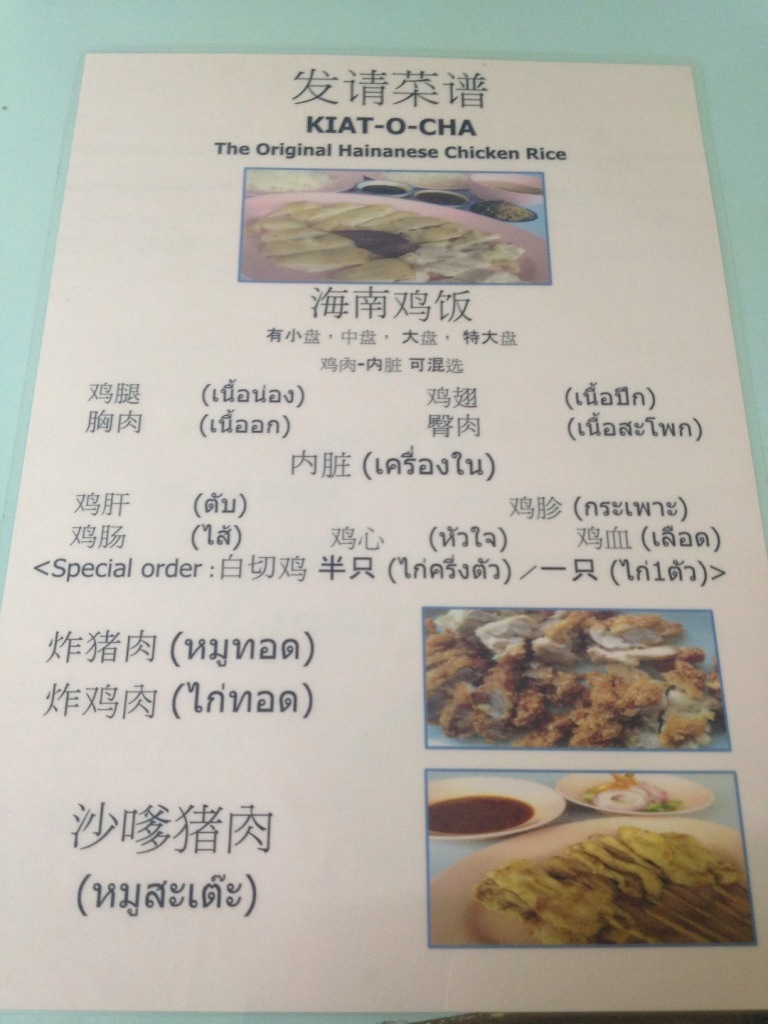 发请菜谱
KIAT-O-CHA
The Original Hainanese Chicken Rice
海南鸡饭
有小盘，中盘， 大盘， 特大盘
鸡肉-内脏 可混选
鸡腿 (เนื้อน่อง) 鸡翅 (เนื้อปีก)
胸肉 (เนื้ออก) 臀肉 (เนื้อสะโพก)
内脏 (เครื่องใน)
鸡肝 (ตับ) 鸡胗 (กระเพาะ)
鸡肠 (ไส้) 鸡心 (หัวใจ) 鸡血 (เลือด)
<Special order :白切鸡 半只 (ไก่ครึ่งตัว) ／一只 (ไก่1ตัว)>
炸猪肉 (หมูทอด)
炸鸡肉 (ไก่ทอด)
沙嗲猪肉
(หมูสะเต๊ะ)